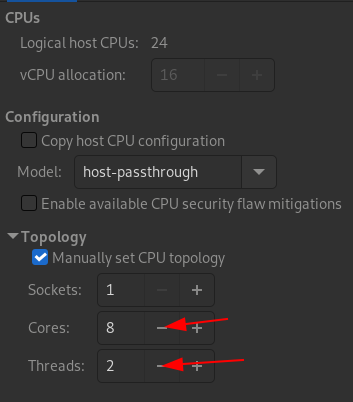 CPUs
Logical host CPUs: 24
vCPU allocation: 16 − +
Configuration
Copy host CPU configuration
Model: host-passthrough
Enable available CPU security flaw mitigations
Topology
Manually set CPU topology
Sockets: 1 − +
Cores: 8 − +
Threads: 2 − +